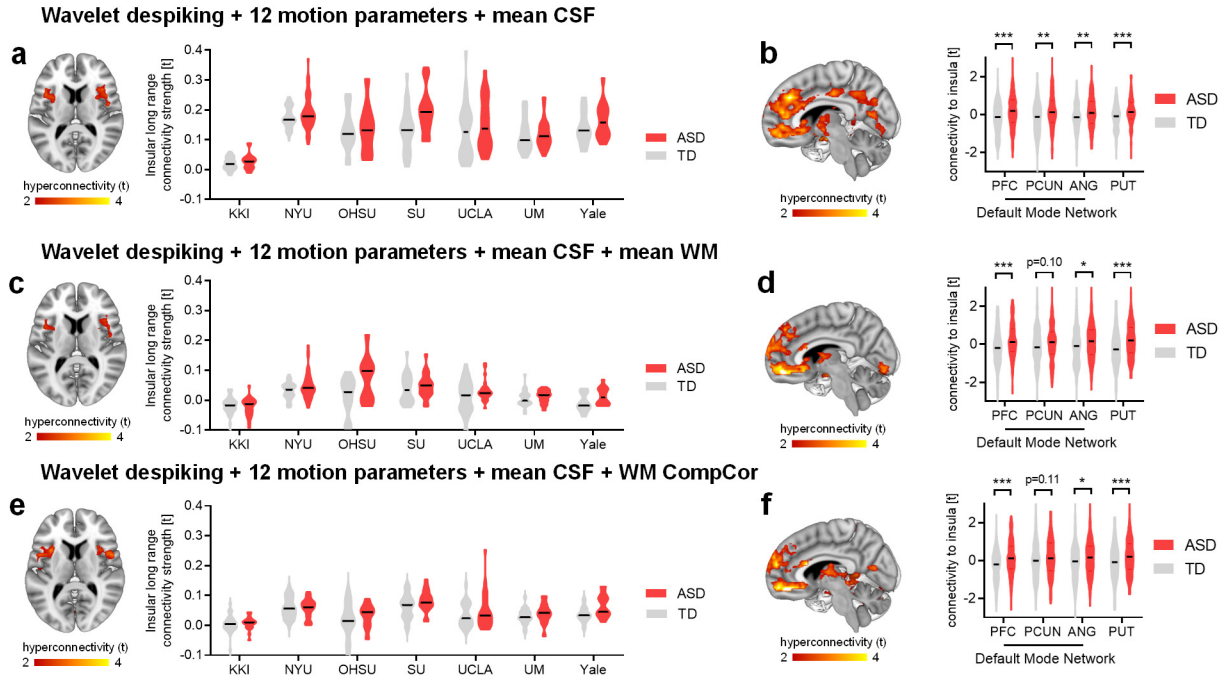 Wavelet despiking + 12 motion parameters + mean CSF
a
hyperconnectivity (t)
2 4
Insular long range
connectivity strength [t]
0.4
0.3
0.2
0.1
0.0
-0.1
KKI NYU OHSU SU UCLA UM Yale
ASD
TD
b
hyperconnectivity (t)
2 4
connectivity to insula [t]
2
0
-2
*** ** ** ***
PFC PCUN ANG PUT
Default Mode Network
ASD
TD
Wavelet despiking + 12 motion parameters + mean CSF + mean WM
c
hyperconnectivity (t)
2 4
Insular long range
connectivity strength [t]
0.4
0.3
0.2
0.1
0.0
-0.1
KKI NYU OHSU SU UCLA UM Yale
ASD
TD
d
hyperconnectivity (t)
2 4
connectivity to insula [t]
2
0
-2
*** p=0.10 * ***
PFC PCUN ANG PUT
Default Mode Network
ASD
TD
Wavelet despiking + 12 motion parameters + mean CSF + WM CompCor
e
hyperconnectivity (t)
2 4
Insular long range
connectivity strength [t]
0.4
0.3
0.2
0.1
0.0
-0.1
KKI NYU OHSU SU UCLA UM Yale
ASD
TD
f
hyperconnectivity (t)
2 4
connectivity to insula [t]
2
0
-2
*** p=0.11 * ***
PFC PCUN ANG PUT
Default Mode Network
ASD
TD